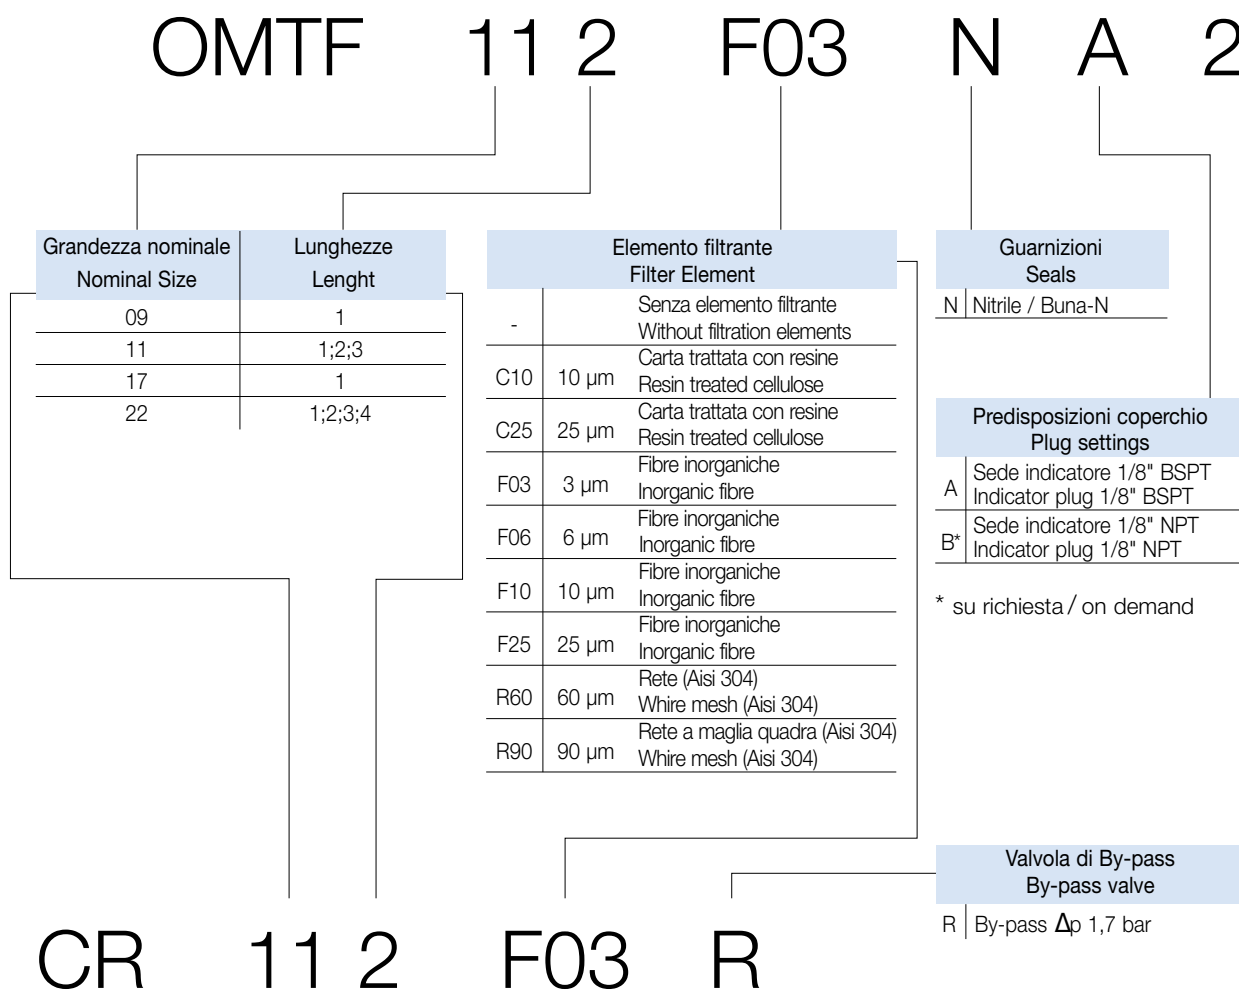 OMTF 11 2 F03 N A 2
Grandezza nominale
Nominal Size
Lunghezze
Lenght
09 1
11 1;2;3
17 1
22 1;2;3;4
Elemento filtrante
Filter Element
- Senza elemento filtrante
Without filtration elements
C10 10 µm Carta trattata con resine
Resin treated cellulose
C25 25 µm Carta trattata con resine
Resin treated cellulose
F03 3 µm Fibre inorganiche
Inorganic fibre
F06 6 µm Fibre inorganiche
Inorganic fibre
F10 10 µm Fibre inorganiche
Inorganic fibre
F25 25 µm Fibre inorganiche
Inorganic fibre
R60 60 µm Rete (Aisi 304)
Whire mesh (Aisi 304)
R90 90 µm Rete a maglia quadra (Aisi 304)
Whire mesh (Aisi 304)
Guarnizioni
Seals
N Nitrile / Buna-N
Predisposizioni coperchio
Plug settings
A Sede indicatore 1/8" BSPT
Indicator plug 1/8" BSPT
B* Sede indicatore 1/8" NPT
Indicator plug 1/8" NPT
* su richiesta / on demand
Valvola di By-pass
By-pass valve
R By-pass Δp 1,7 bar
CR 11 2 F03 R